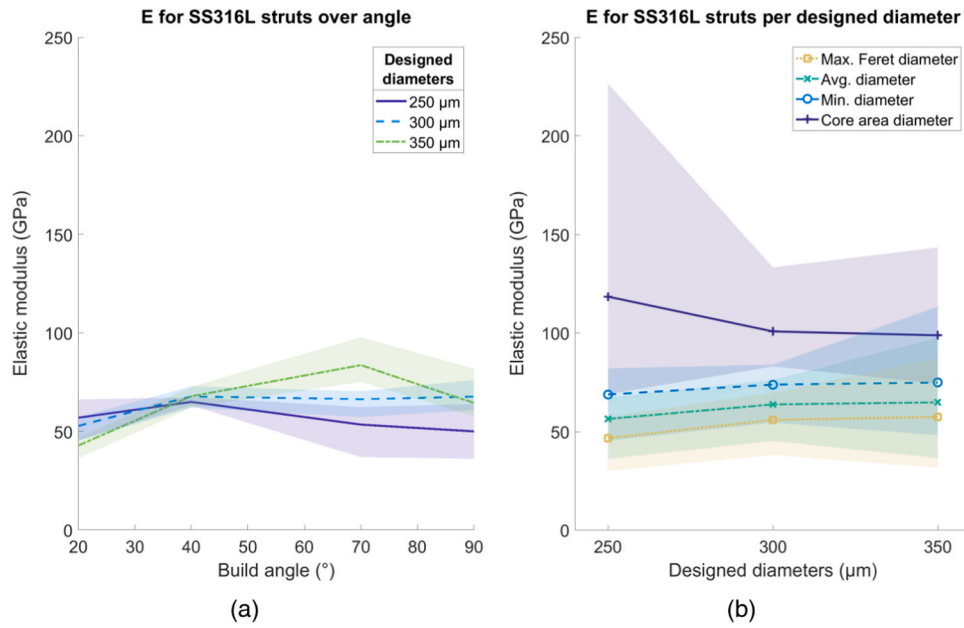 E for SS316L struts over angle
Elastic modulus (GPa)
250
200
150
100
50
0
20
30
40
50
60
70
80
90
Build angle (°)
Designed
diameters
250 μm
300 μm
350 μm
(a)
E for SS316L struts per designed diameter
Elastic modulus (GPa)
250
200
150
100
50
0
250
300
350
Designed diameters (μm)
Max. Feret diameter
Avg. diameter
Min. diameter
Core area diameter
(b)